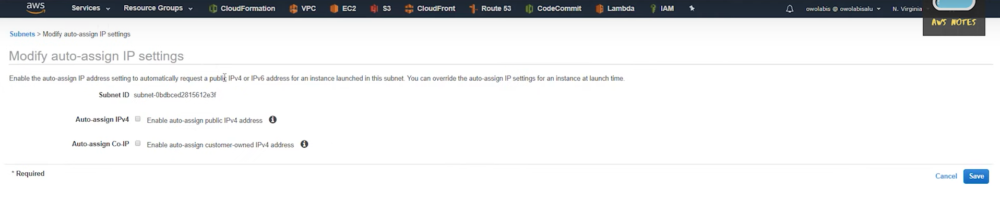 aws Services Resource Groups CloudFormation VPC EC2 S3 CloudFront Route 53 CodeCommit Lambda IAM owolabis @ owolabisalu N. Virginia
AWS NOTES
Subnets > Modify auto-assign IP settings
Modify auto-assign IP settings
Enable the auto-assign IP address setting to automatically request a public IPv4 or IPv6 address for an instance launched in this subnet. You can override the auto-assign IP settings for an instance at launch time.
Subnet ID subnet-0bdbced2815612e3f
Auto-assign IPv4 Enable auto-assign public IPv4 address
Auto-assign Co-IP Enable auto-assign customer-owned IPv4 address
* Required
Cancel Save